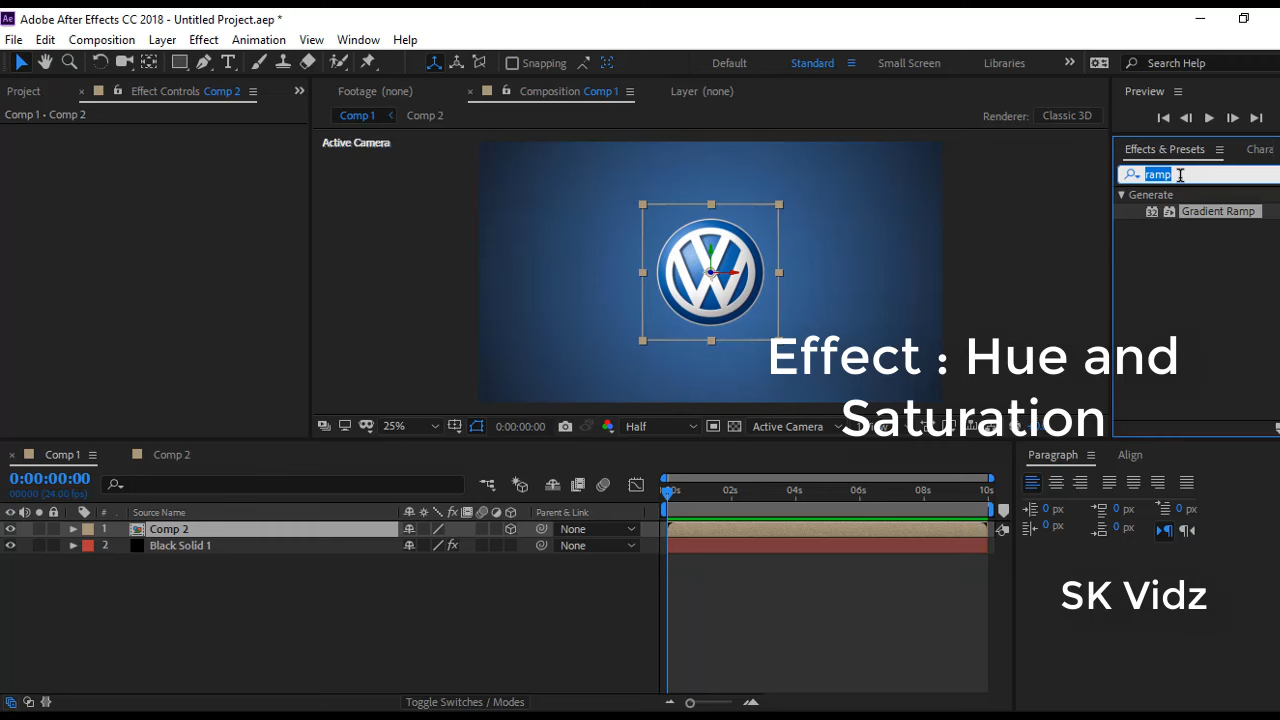 Ae Adobe After Effects CC 2018 - Untitled Project.aep *
File Edit Composition Layer Effect Animation View Window Help
Snapping Default Standard Small Screen Libraries Search Help
Project Effect Controls Comp 2 Footage (none) Composition Comp 1 Layer (none) Preview
Comp 1 • Comp 2 Comp 1 Comp 2 Renderer: Classic 3D
Active Camera Effects & Presets Chara
ramp
Generate
32 Gradient Ramp
Effect : Hue and
Saturation
25% 0:00:00:00 Half Active Camera
Comp 1 Comp 2 Paragraph Align
0:00:00:00
00000 (24.00 fps)
00s 02s 04s 06s 08s 10s
# Source Name fx Parent & Link
1 Comp 2 None
2 Black Solid 1 fx None
0 px 0 px 0 px
0 px 0 px
SK Vidz
Toggle Switches / Modes